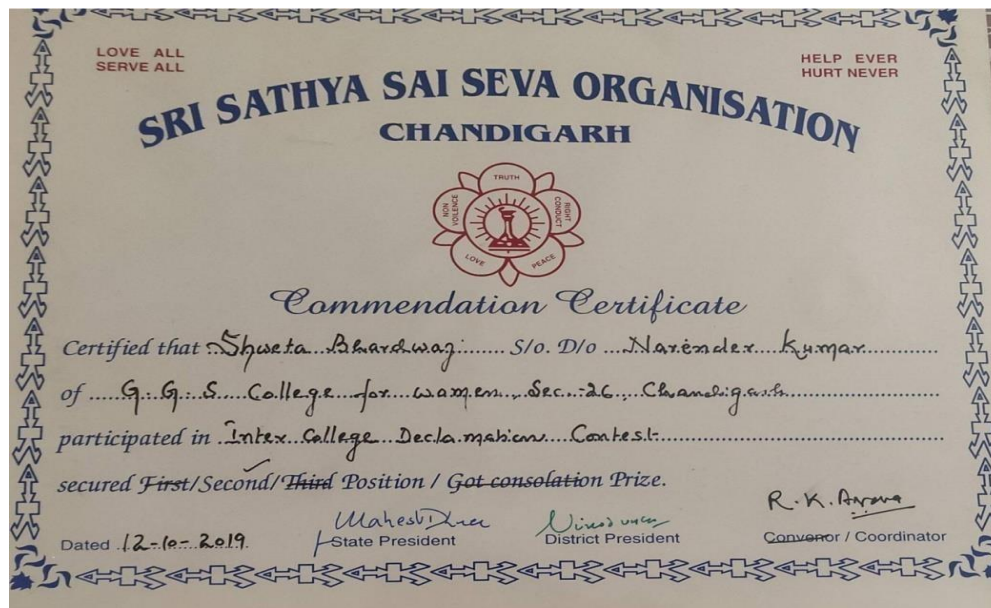 LOVE ALL
SERVE ALL
HELP EVER
HURT NEVER
SRI SATHYA SAI SEVA ORGANISATION
CHANDIGARH
TRUTH
NON VOILENCE
RIGHT CONDUCT
LOVE
PEACE
Commendation Certificate
Certified that Shweta Bhardwaj S/o. D/o Narender Kumar
of G.G.S. College for women, Sec.-26, Chandigarh
participated in Inter College Declamation Contest
secured First/Second/Third Position / Got consolation Prize.
R.K. Arora
Dated 12-10-2019 State President District President Convenor / Coordinator